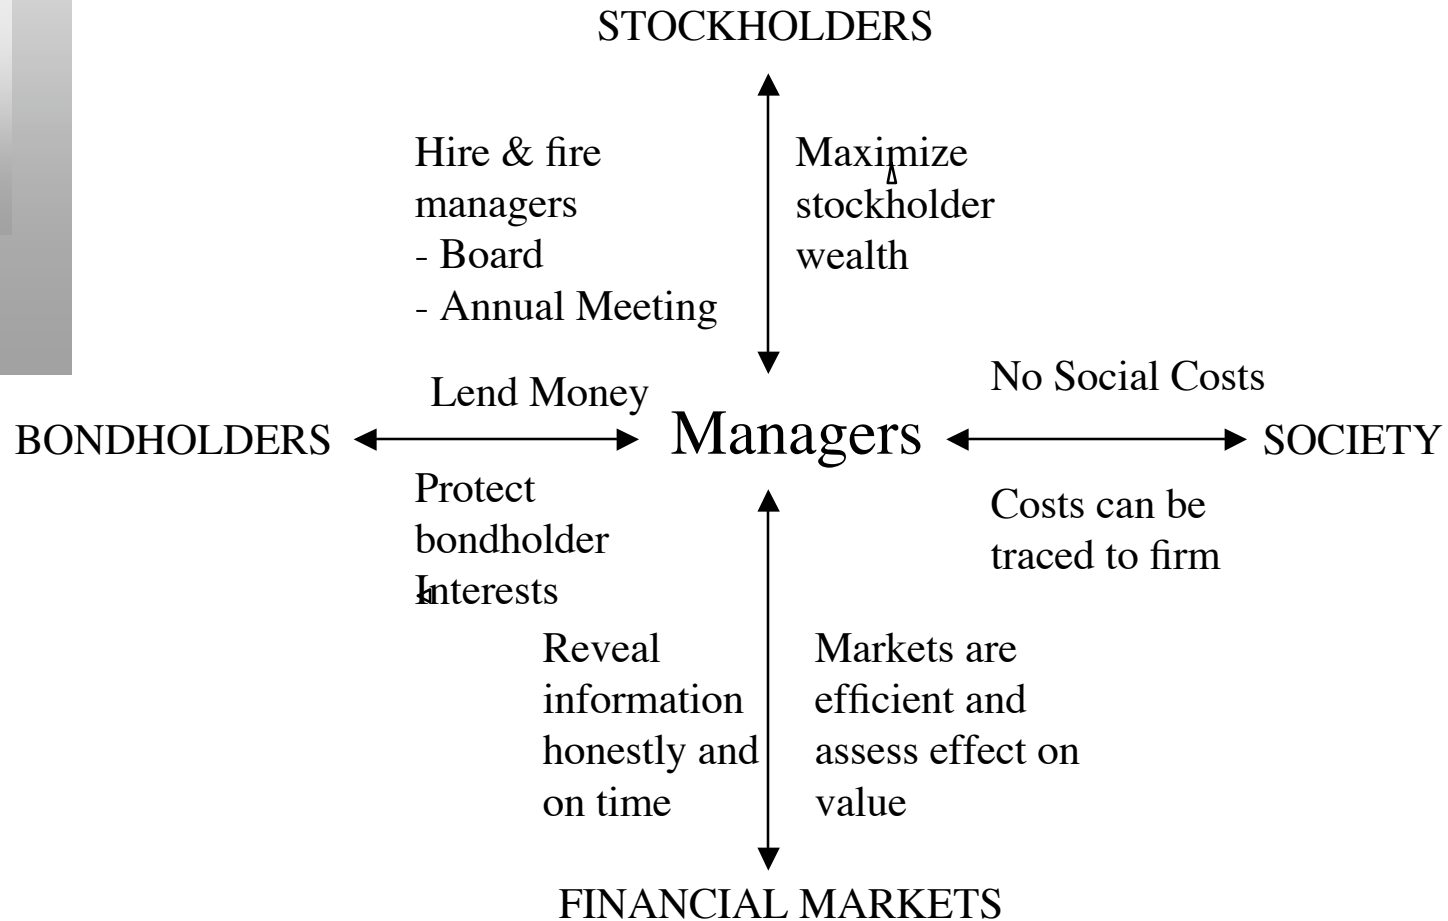 STOCKHOLDERS
Hire & fire
managers
- Board
- Annual Meeting
Maximize
stockholder
wealth
Lend Money
No Social Costs
BONDHOLDERS
Managers
SOCIETY
Protect
bondholder
Interests
Costs can be
traced to firm
Reveal
information
honestly and
on time
Markets are
efficient and
assess effect on
value
FINANCIAL MARKETS